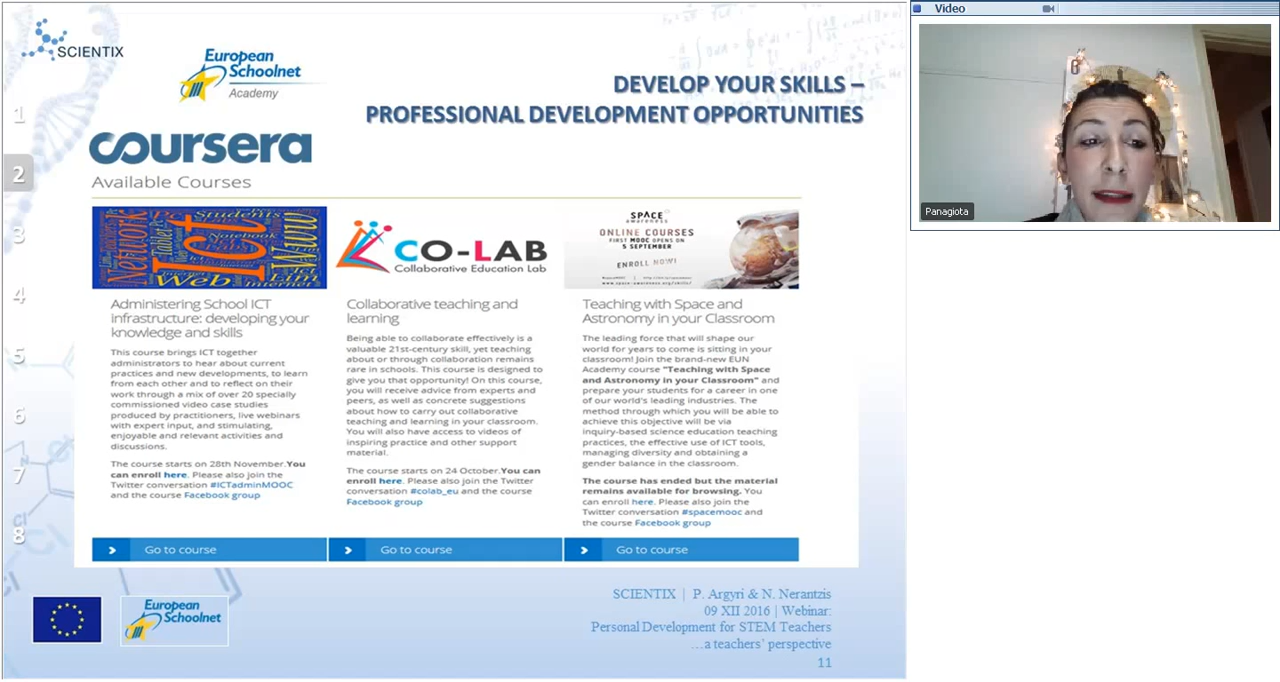 SCIENTIX
European
Schoolnet
Academy
DEVELOP YOUR SKILLS –
PROFESSIONAL DEVELOPMENT OPPORTUNITIES
coursera
Available Courses
1
2
3
4
5
6
7
8
Network
Students
PC
Tablet
Notebook
Internet
ICT
Web
CO-LAB
Collaborative Education Lab
SPACE
awareness
ONLINE COURSES
FIRST MOOC OPENS ON
5 SEPTEMBER
ENROLL NOW!
Administering School ICT
infrastructure: developing your
knowledge and skills
This course brings ICT together
administrators to hear about current
practices and new developments, to learn
from each other and to reflect on their
work through a mix of over 20 specially
commissioned video case studies
produced by practitioners, live webinars
with expert input, and stimulating,
enjoyable and relevant activities and
discussions.
The course starts on 28th November.You
can enroll here. Please also join the
Twitter conversation #ICTadminMOOC
and the course Facebook group
Go to course
Collaborative teaching and
learning
Being able to collaborate effectively is a
valuable 21st-century skill, yet teaching
about or through collaboration remains
rare in schools. This course is designed to
give you that opportunity! On this course,
you will receive advice from experts and
peers, as well as concrete suggestions
about how to carry out collaborative
teaching and learning in your classroom.
You will also have access to videos of
inspiring practice and other support
material.
The course starts on 24 October.You can
enroll here. Please also join the Twitter
conversation #colab_eu and the course
Facebook group
Go to course
Teaching with Space and
Astronomy in your Classroom
The leading force that will shape our
world for years to come is sitting in your
classroom! Join the brand-new EUN
Academy course "Teaching with Space
and Astronomy in your Classroom" and
prepare your students for a career in one
of our world's leading industries. The
method through which you will be able to
achieve this objective will be via
inquiry-based science education teaching
practices, the effective use of ICT tools,
managing diversity and obtaining a
gender balance in the classroom.
The course has ended but the material
remains available for browsing. You
can enroll here. Please also join the
Twitter conversation #spacemooc and
the course Facebook group
Go to course
European
Schoolnet
SCIENTIX | P. Argyri & N. Nerantzis
09 XII 2016 | Webinar:
Personal Development for STEM Teachers
…a teachers' perspective
11
Video
Panagiota